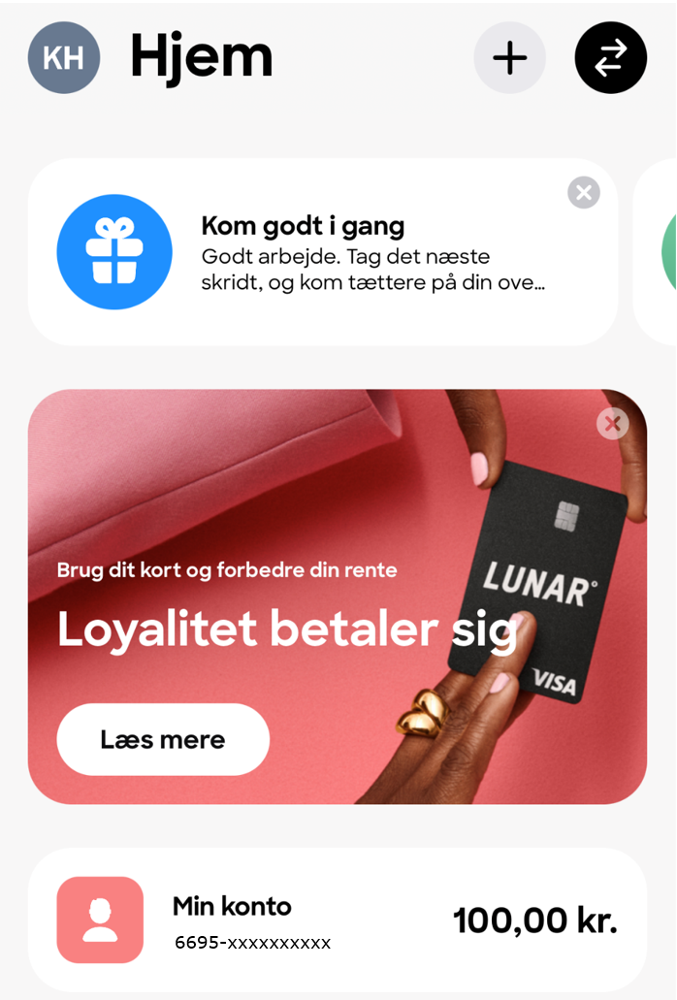 KH Hjem
Kom godt i gang
Godt arbejde. Tag det næste
skridt, og kom tættere på din ove...
Brug dit kort og forbedre din rente
Loyalitet betaler sig
LUNAR°
VISA
Læs mere
Min konto
100,00 kr.
6695-xxxxxxxxxx